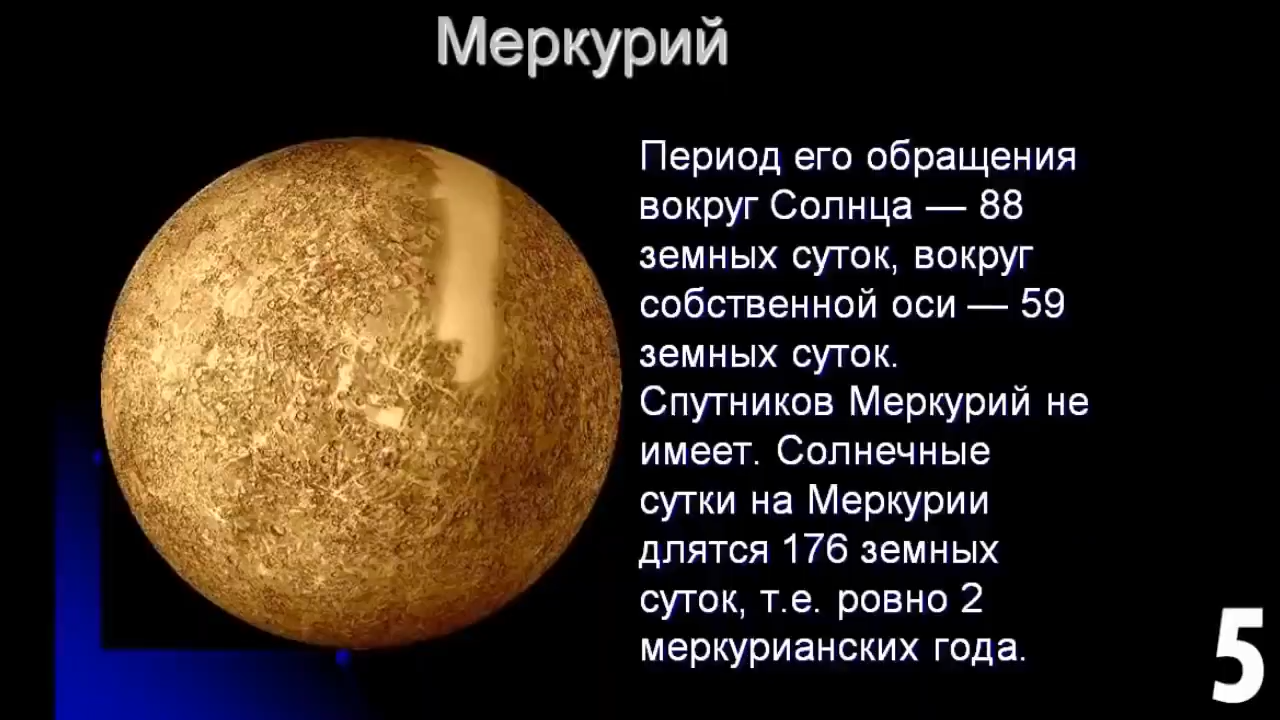 Меркурий
Период его обращения
вокруг Солнца — 88
земных суток, вокруг
собственной оси — 59
земных суток.
Спутников Меркурий не
имеет. Солнечные
сутки на Меркурии
длятся 176 земных
суток, т.е. ровно 2
меркурианских года.
5